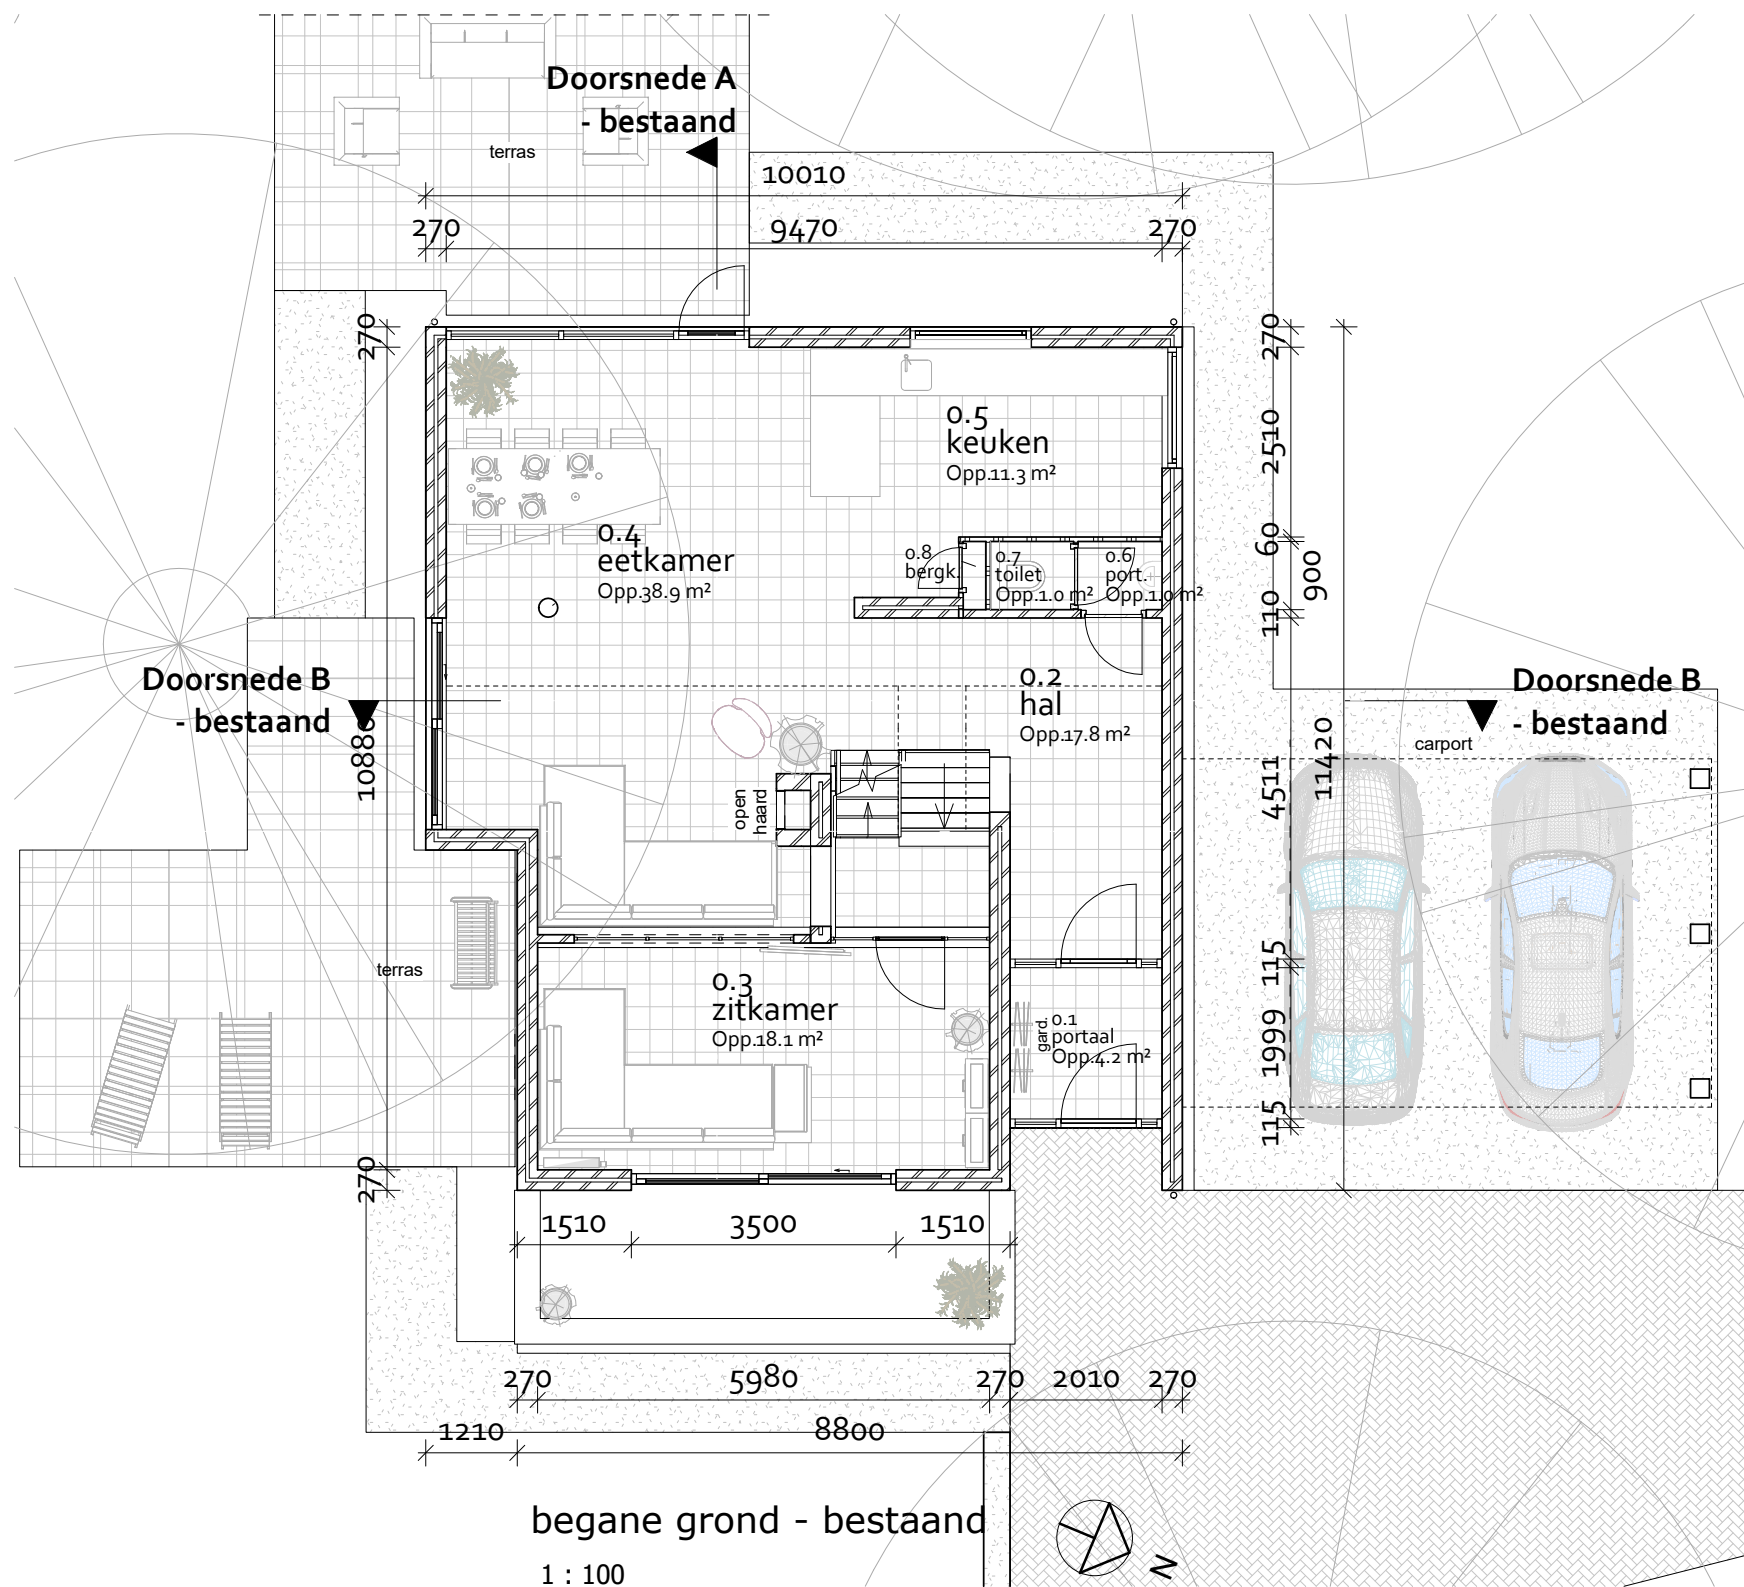 Doorsnede A
- bestaand
terras
10010
270
9470
270
270
270
0.5
keuken
Opp.11.3 m²
2510
0.4
eetkamer
Opp.38.9 m²
0.8
bergk.
0.7
toilet
Opp.1.0 m²
0.6
port.
Opp.1.0 m²
60
900
110
Doorsnede B
- bestaand
0.2
hal
Opp.17.8 m²
Doorsnede B
- bestaand
carport
10880
open
haard
4511
11420
terras
0.3
zitkamer
Opp.18.1 m²
gard.
0.1
portaal
Opp.4.2 m²
115
1999
115
270
1510
3500
1510
270
5980
270
2010
270
1210
8800
begane grond - bestaand
1 : 100
N